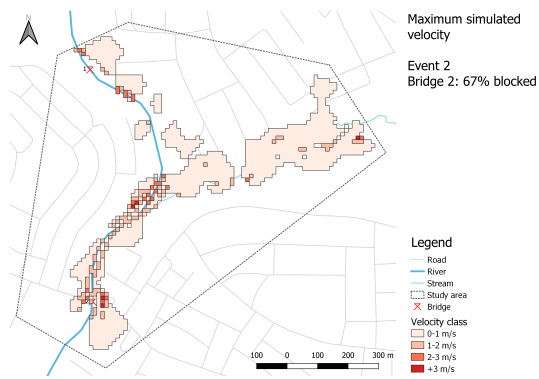 N
Maximum simulated
velocity
Event 2
Bridge 2: 67% blocked
1
Legend
Road
River
Stream
Study area
Bridge
Velocity class
0-1 m/s
1-2 m/s
2-3 m/s
+3 m/s
100 0 100 200 300 m